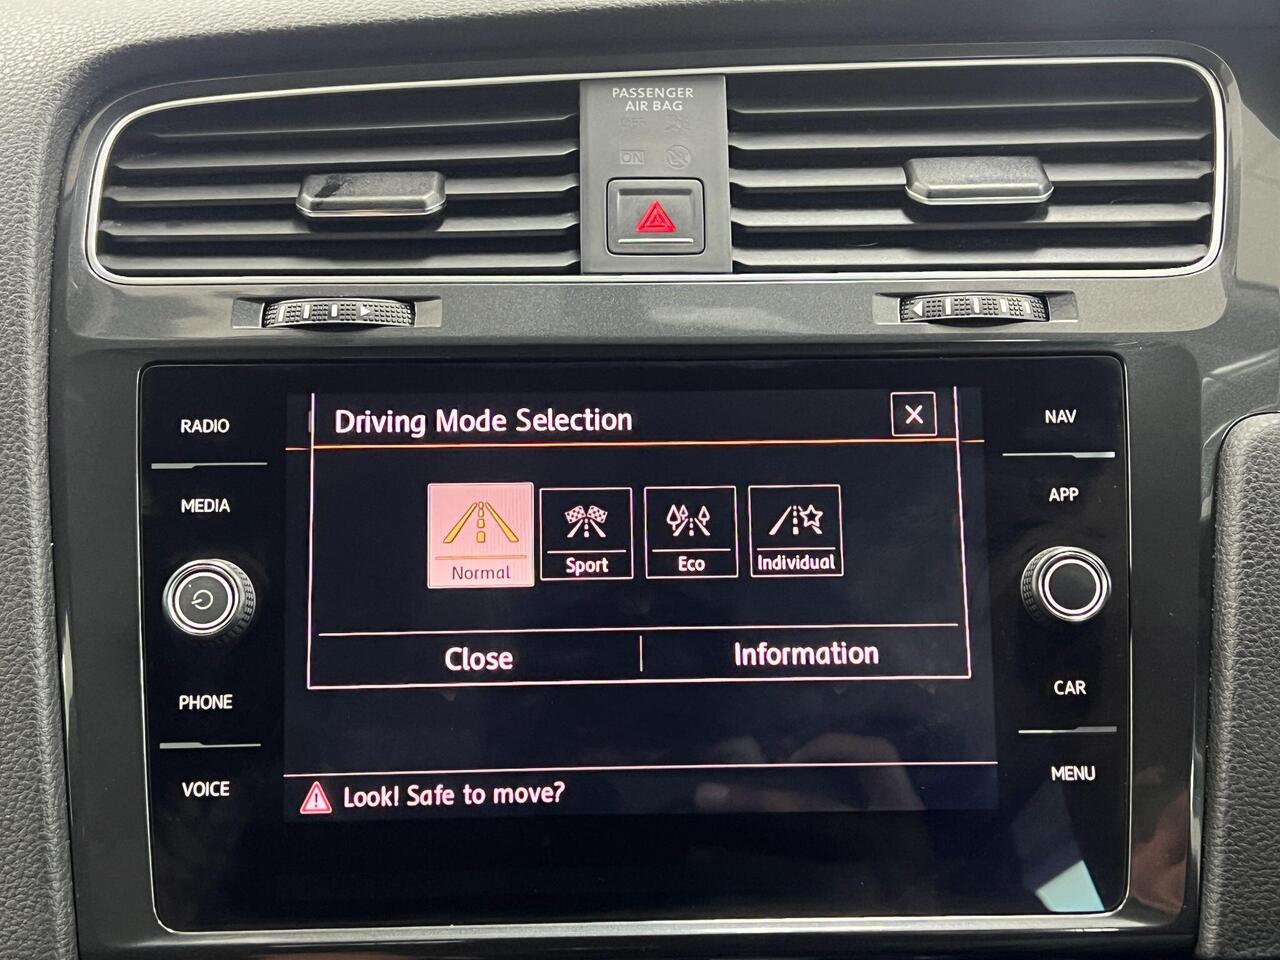 PASSENGER
AIR BAG
OFF
ON
RADIO
MEDIA
PHONE
VOICE
Driving Mode Selection
Normal
Sport
Eco
Individual
Close
Information
Look! Safe to move?
NAV
APP
CAR
MENU